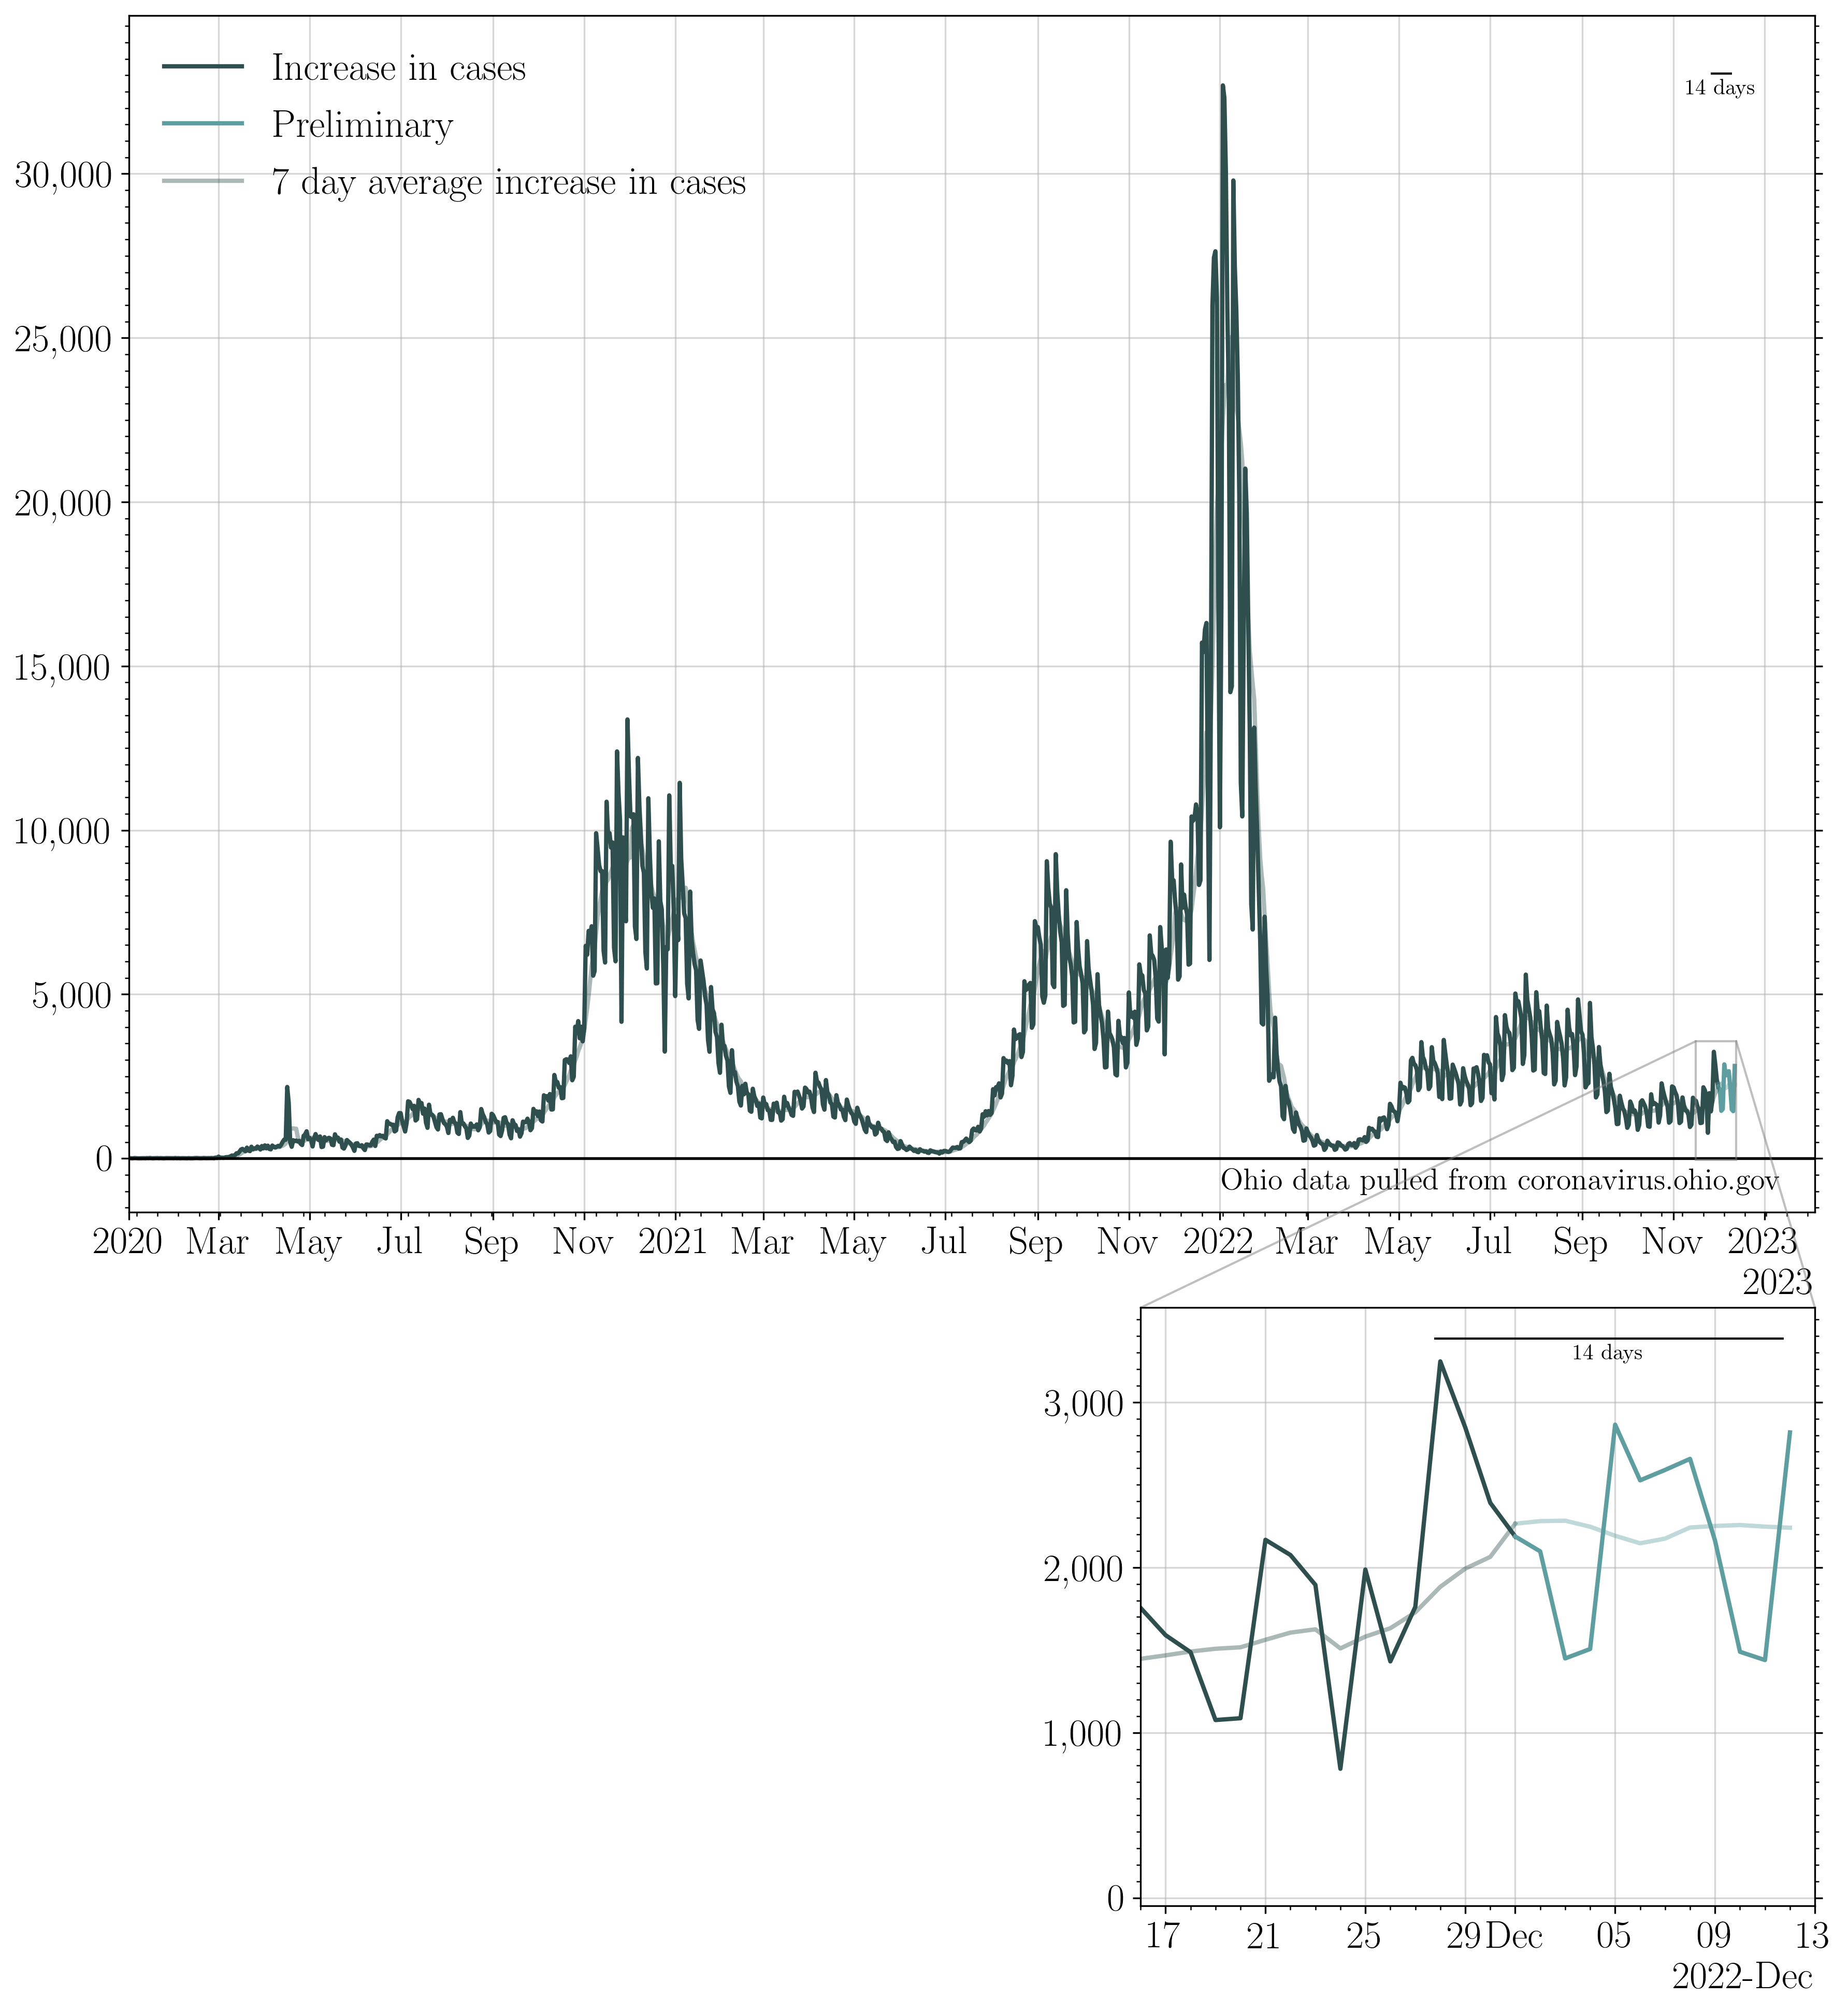 Increase in cases
Preliminary
7 day average increase in cases
14 days
30,000
25,000
20,000
15,000
10,000
5,000
0
Ohio data pulled from coronavirus.ohio.gov
2020 Mar May Jul Sep Nov 2021 Mar May Jul Sep Nov 2022 Mar May Jul Sep Nov 2023
2023
14 days
3,000
2,000
1,000
0
17 21 25 29 Dec 05 09 13
2022-Dec